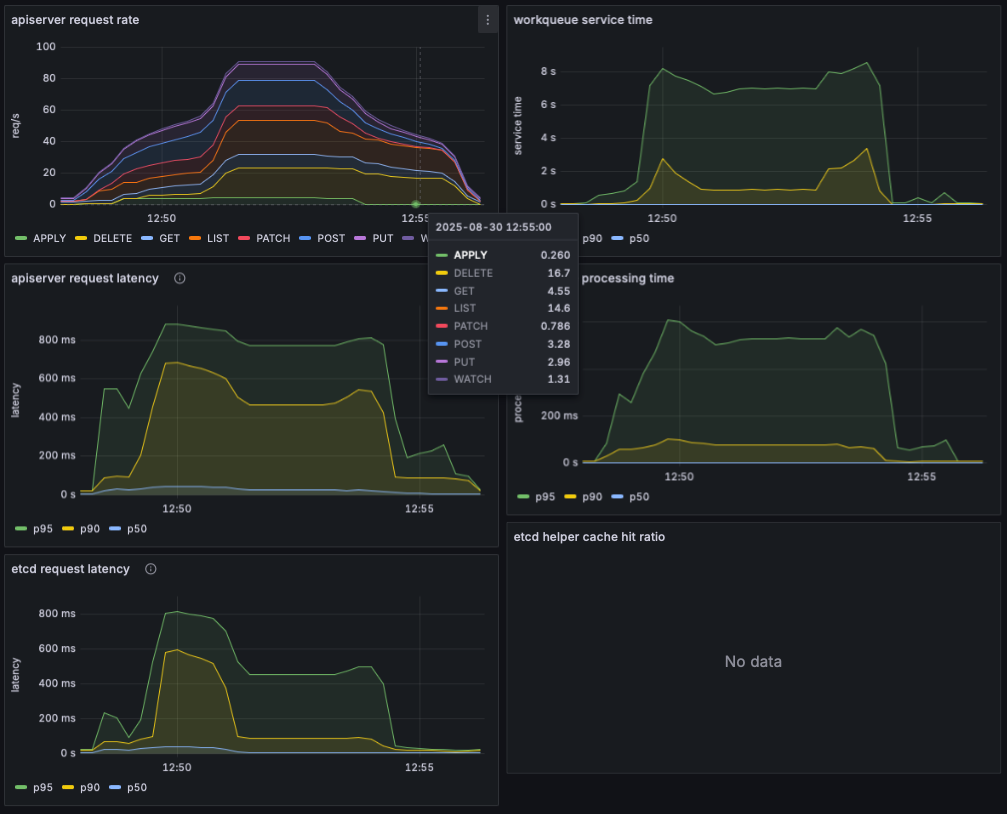 apiserver request rate
100
80
60
40
20
0
req/s
12:50
12:55
APPLY DELETE GET LIST PATCH POST PUT W
workqueue service time
8 s
6 s
4 s
2 s
0 s
service time
12:50
12:55
p90 p50
2025-08-30 12:55:00
APPLY 0.260
DELETE 16.7
GET 4.55
LIST 14.6
PATCH 0.786
POST 3.28
PUT 2.96
WATCH 1.31
apiserver request latency
800 ms
600 ms
400 ms
200 ms
0 s
latency
12:50
12:55
p95 p90 p50
processing time
200 ms
0 s
proce
12:50
12:55
p95 p90 p50
etcd request latency
800 ms
600 ms
400 ms
200 ms
0 s
latency
12:50
12:55
p95 p90 p50
etcd helper cache hit ratio
No data